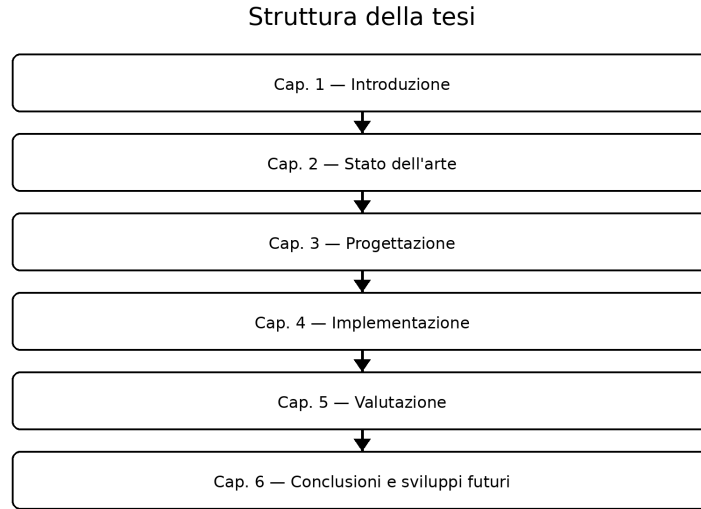 Struttura della tesi
Cap. 1 — Introduzione
Cap. 2 — Stato dell'arte
Cap. 3 — Progettazione
Cap. 4 — Implementazione
Cap. 5 — Valutazione
Cap. 6 — Conclusioni e sviluppi futuri